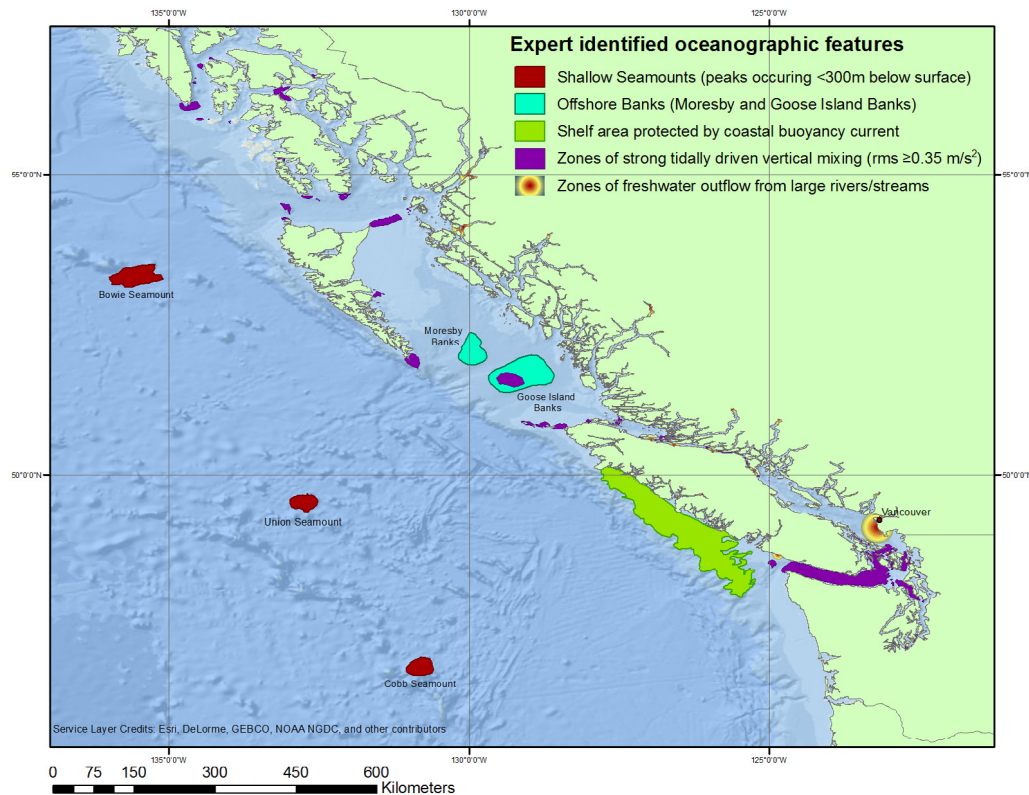 135°0'0"W 130°0'0"W 125°0'0"W
Expert identified oceanographic features
Shallow Seamounts (peaks occuring <300m below surface)
Offshore Banks (Moresby and Goose Island Banks)
Shelf area protected by coastal buoyancy current
Zones of strong tidally driven vertical mixing (rms ≥0.35 m/s²)
Zones of freshwater outflow from large rivers/streams
55°0'0"N 55°0'0"N
Bowie Seamount
Moresby
Banks
Goose Island
Banks
50°0'0"N 50°0'0"N
Union Seamount
Vancouver
Cobb Seamount
Service Layer Credits: Esri, DeLorme, GEBCO, NOAA NGDC, and other contributors
135°0'0"W 130°0'0"W 125°0'0"W
0 75 150 300 450 600
Kilometers